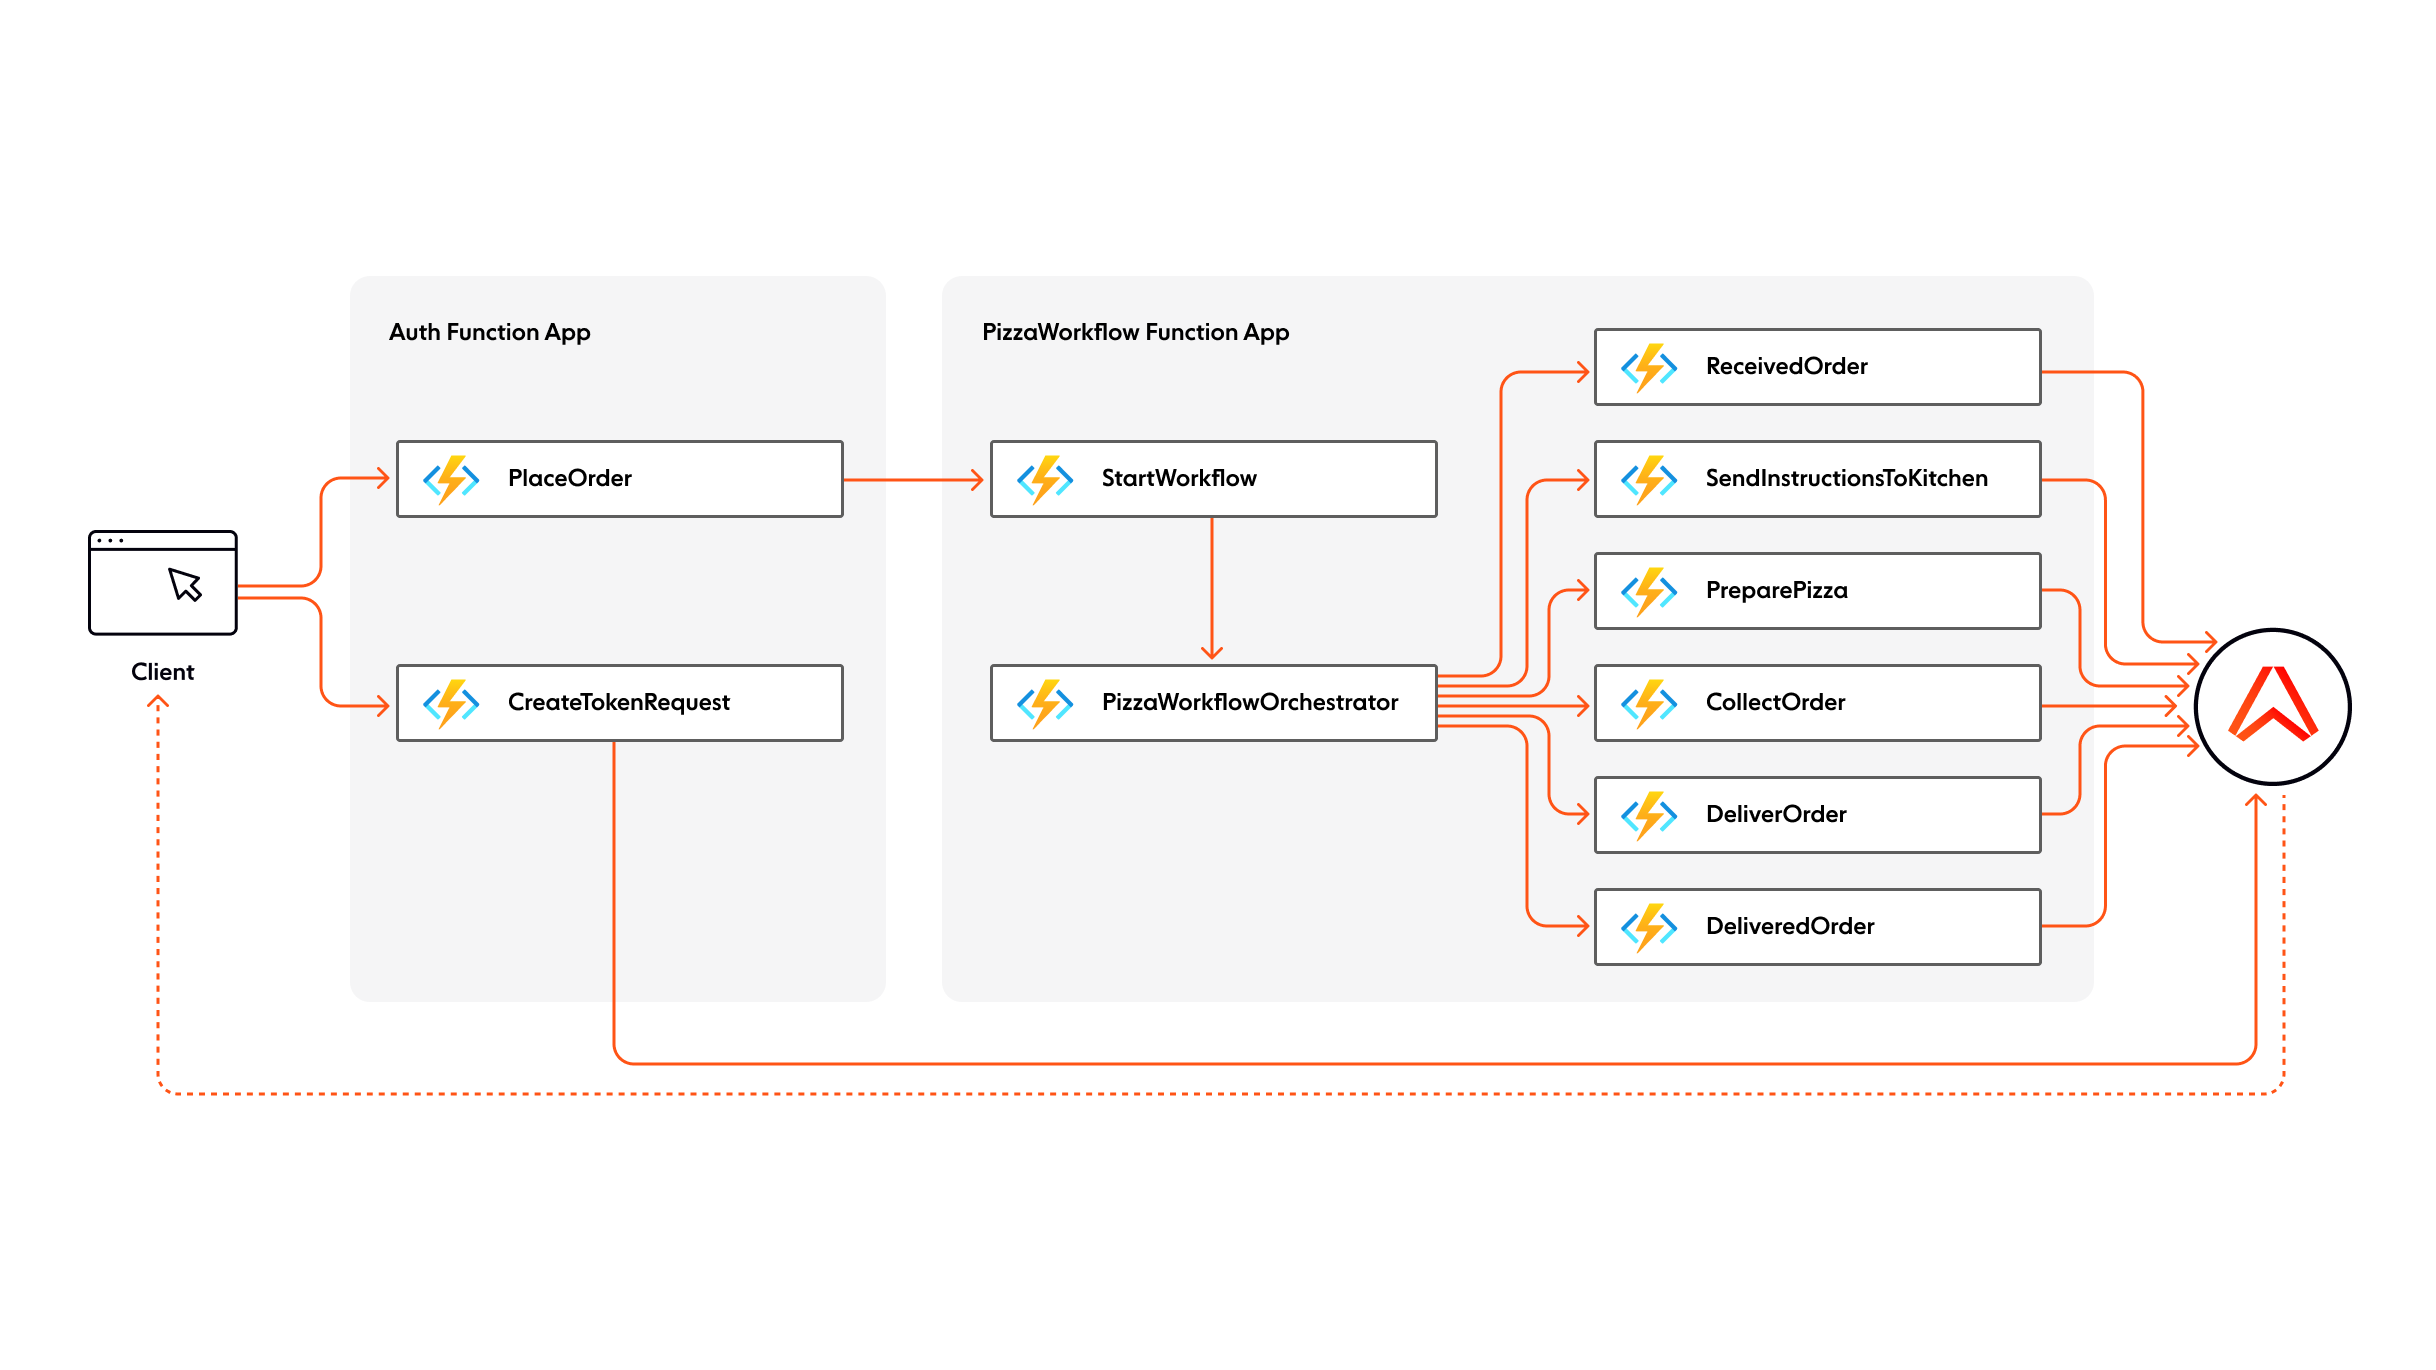 Client
Auth Function App
PlaceOrder
CreateTokenRequest
PizzaWorkflow Function App
StartWorkflow
PizzaWorkflowOrchestrator
ReceivedOrder
SendInstructionsToKitchen
PreparePizza
CollectOrder
DeliverOrder
DeliveredOrder